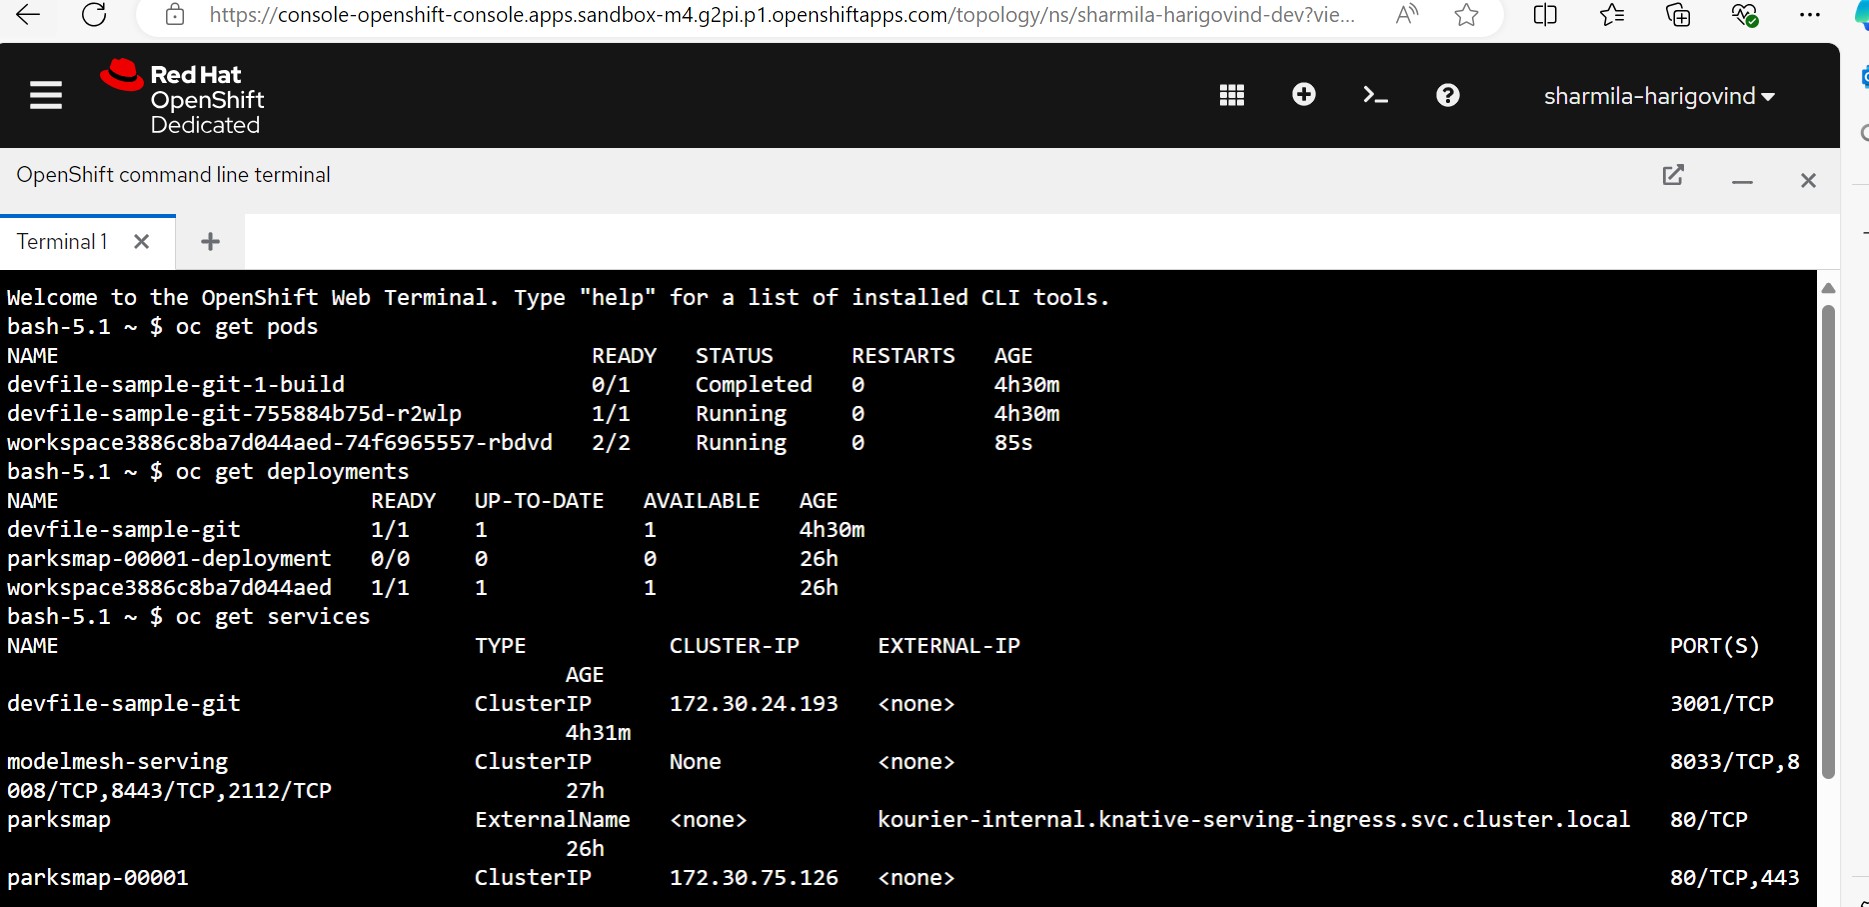 https://console-openshift-console.apps.sandbox-m4.g2pi.p1.openshiftapps.com/topology/ns/sharmila-harigovind-dev?vie...
Red Hat
OpenShift
Dedicated
sharmila-harigovind
OpenShift command line terminal
Terminal 1
Welcome to the OpenShift Web Terminal. Type "help" for a list of installed CLI tools.
bash-5.1 ~ $ oc get pods
NAME READY STATUS RESTARTS AGE
devfile-sample-git-1-build 0/1 Completed 0 4h30m
devfile-sample-git-755884b75d-r2wlp 1/1 Running 0 4h30m
workspace3886c8ba7d044aed-74f6965557-rbdvd 2/2 Running 0 85s
bash-5.1 ~ $ oc get deployments
NAME READY UP-TO-DATE AVAILABLE AGE
devfile-sample-git 1/1 1 1 4h30m
parksmap-00001-deployment 0/0 0 0 26h
workspace3886c8ba7d044aed 1/1 1 1 26h
bash-5.1 ~ $ oc get services
NAME TYPE CLUSTER-IP EXTERNAL-IP PORT(S)
AGE
devfile-sample-git ClusterIP 172.30.24.193 <none> 3001/TCP
4h31m
modelmesh-serving ClusterIP None <none> 8033/TCP,8
008/TCP,8443/TCP,2112/TCP 27h
parksmap ExternalName <none> kourier-internal.knative-serving-ingress.svc.cluster.local 80/TCP
26h
parksmap-00001 ClusterIP 172.30.75.126 <none> 80/TCP,443